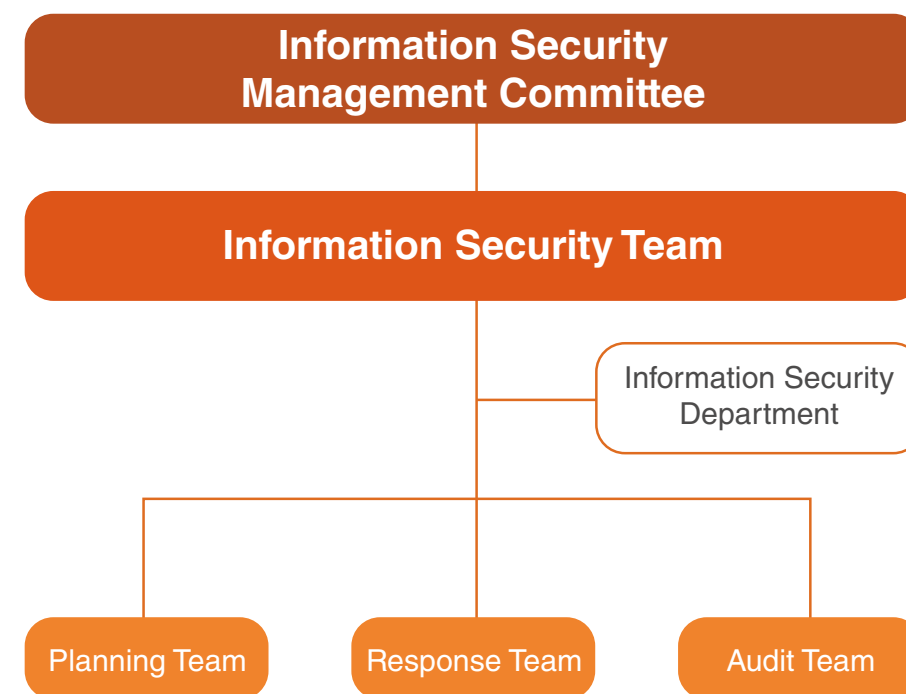 Information Security
Management Committee
Information Security Team
Information Security
Department
Planning Team
Response Team
Audit Team